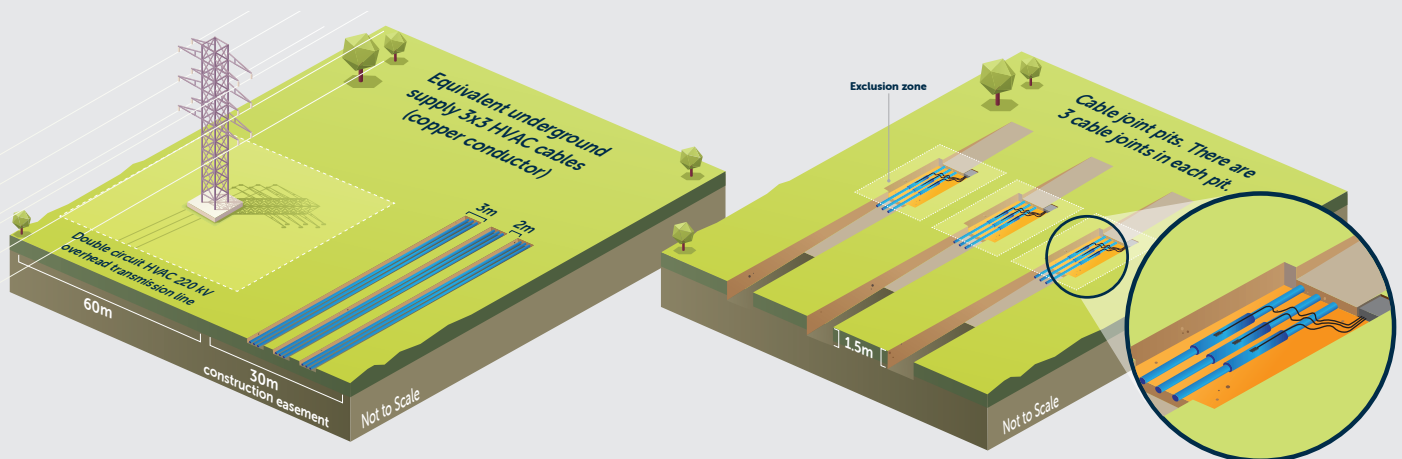 Equivalent underground
supply 3x3 HVAC cables
(copper conductor)
3m
2m
Double circuit HVAC 220 kV
overhead transmission line
60m
30m
construction easement
Not to Scale
Exclusion zone
Cable joint pits. There are
3 cable joints in each pit.
1.5m
Not to Scale